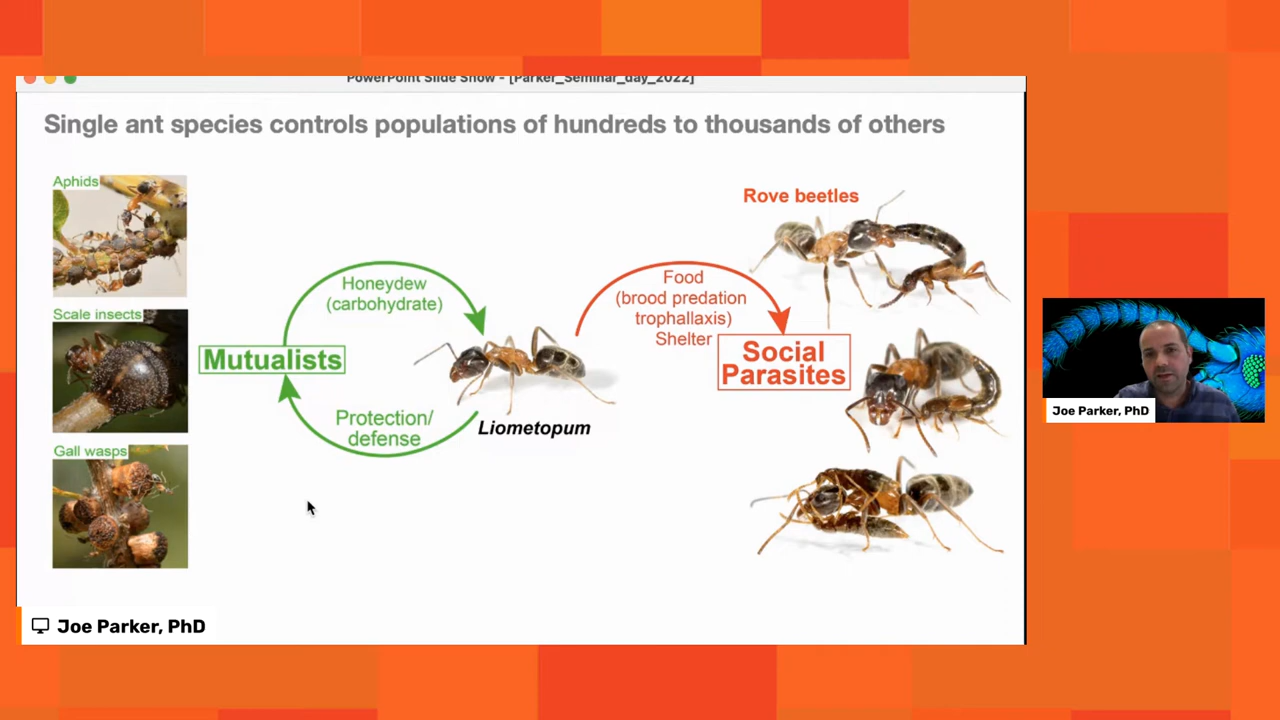 PowerPoint Slide Show - [Parker_Seminar_day_2022]
Single ant species controls populations of hundreds to thousands of others
Aphids
Scale insects
Gall wasps
Mutualists
Honeydew
(carbohydrate)
Protection/
defense
Liometopum
Food
(brood predation
trophallaxis)
Shelter
Social
Parasites
Rove beetles
Joe Parker, PhD
Joe Parker, PhD